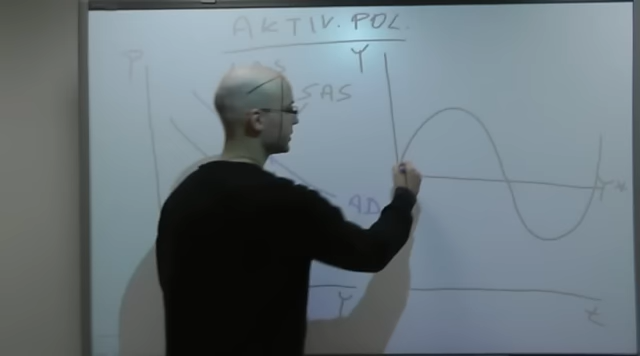 AKTIV. POL.
P
LAS
Y
SAS
AD
Y*
Y
t